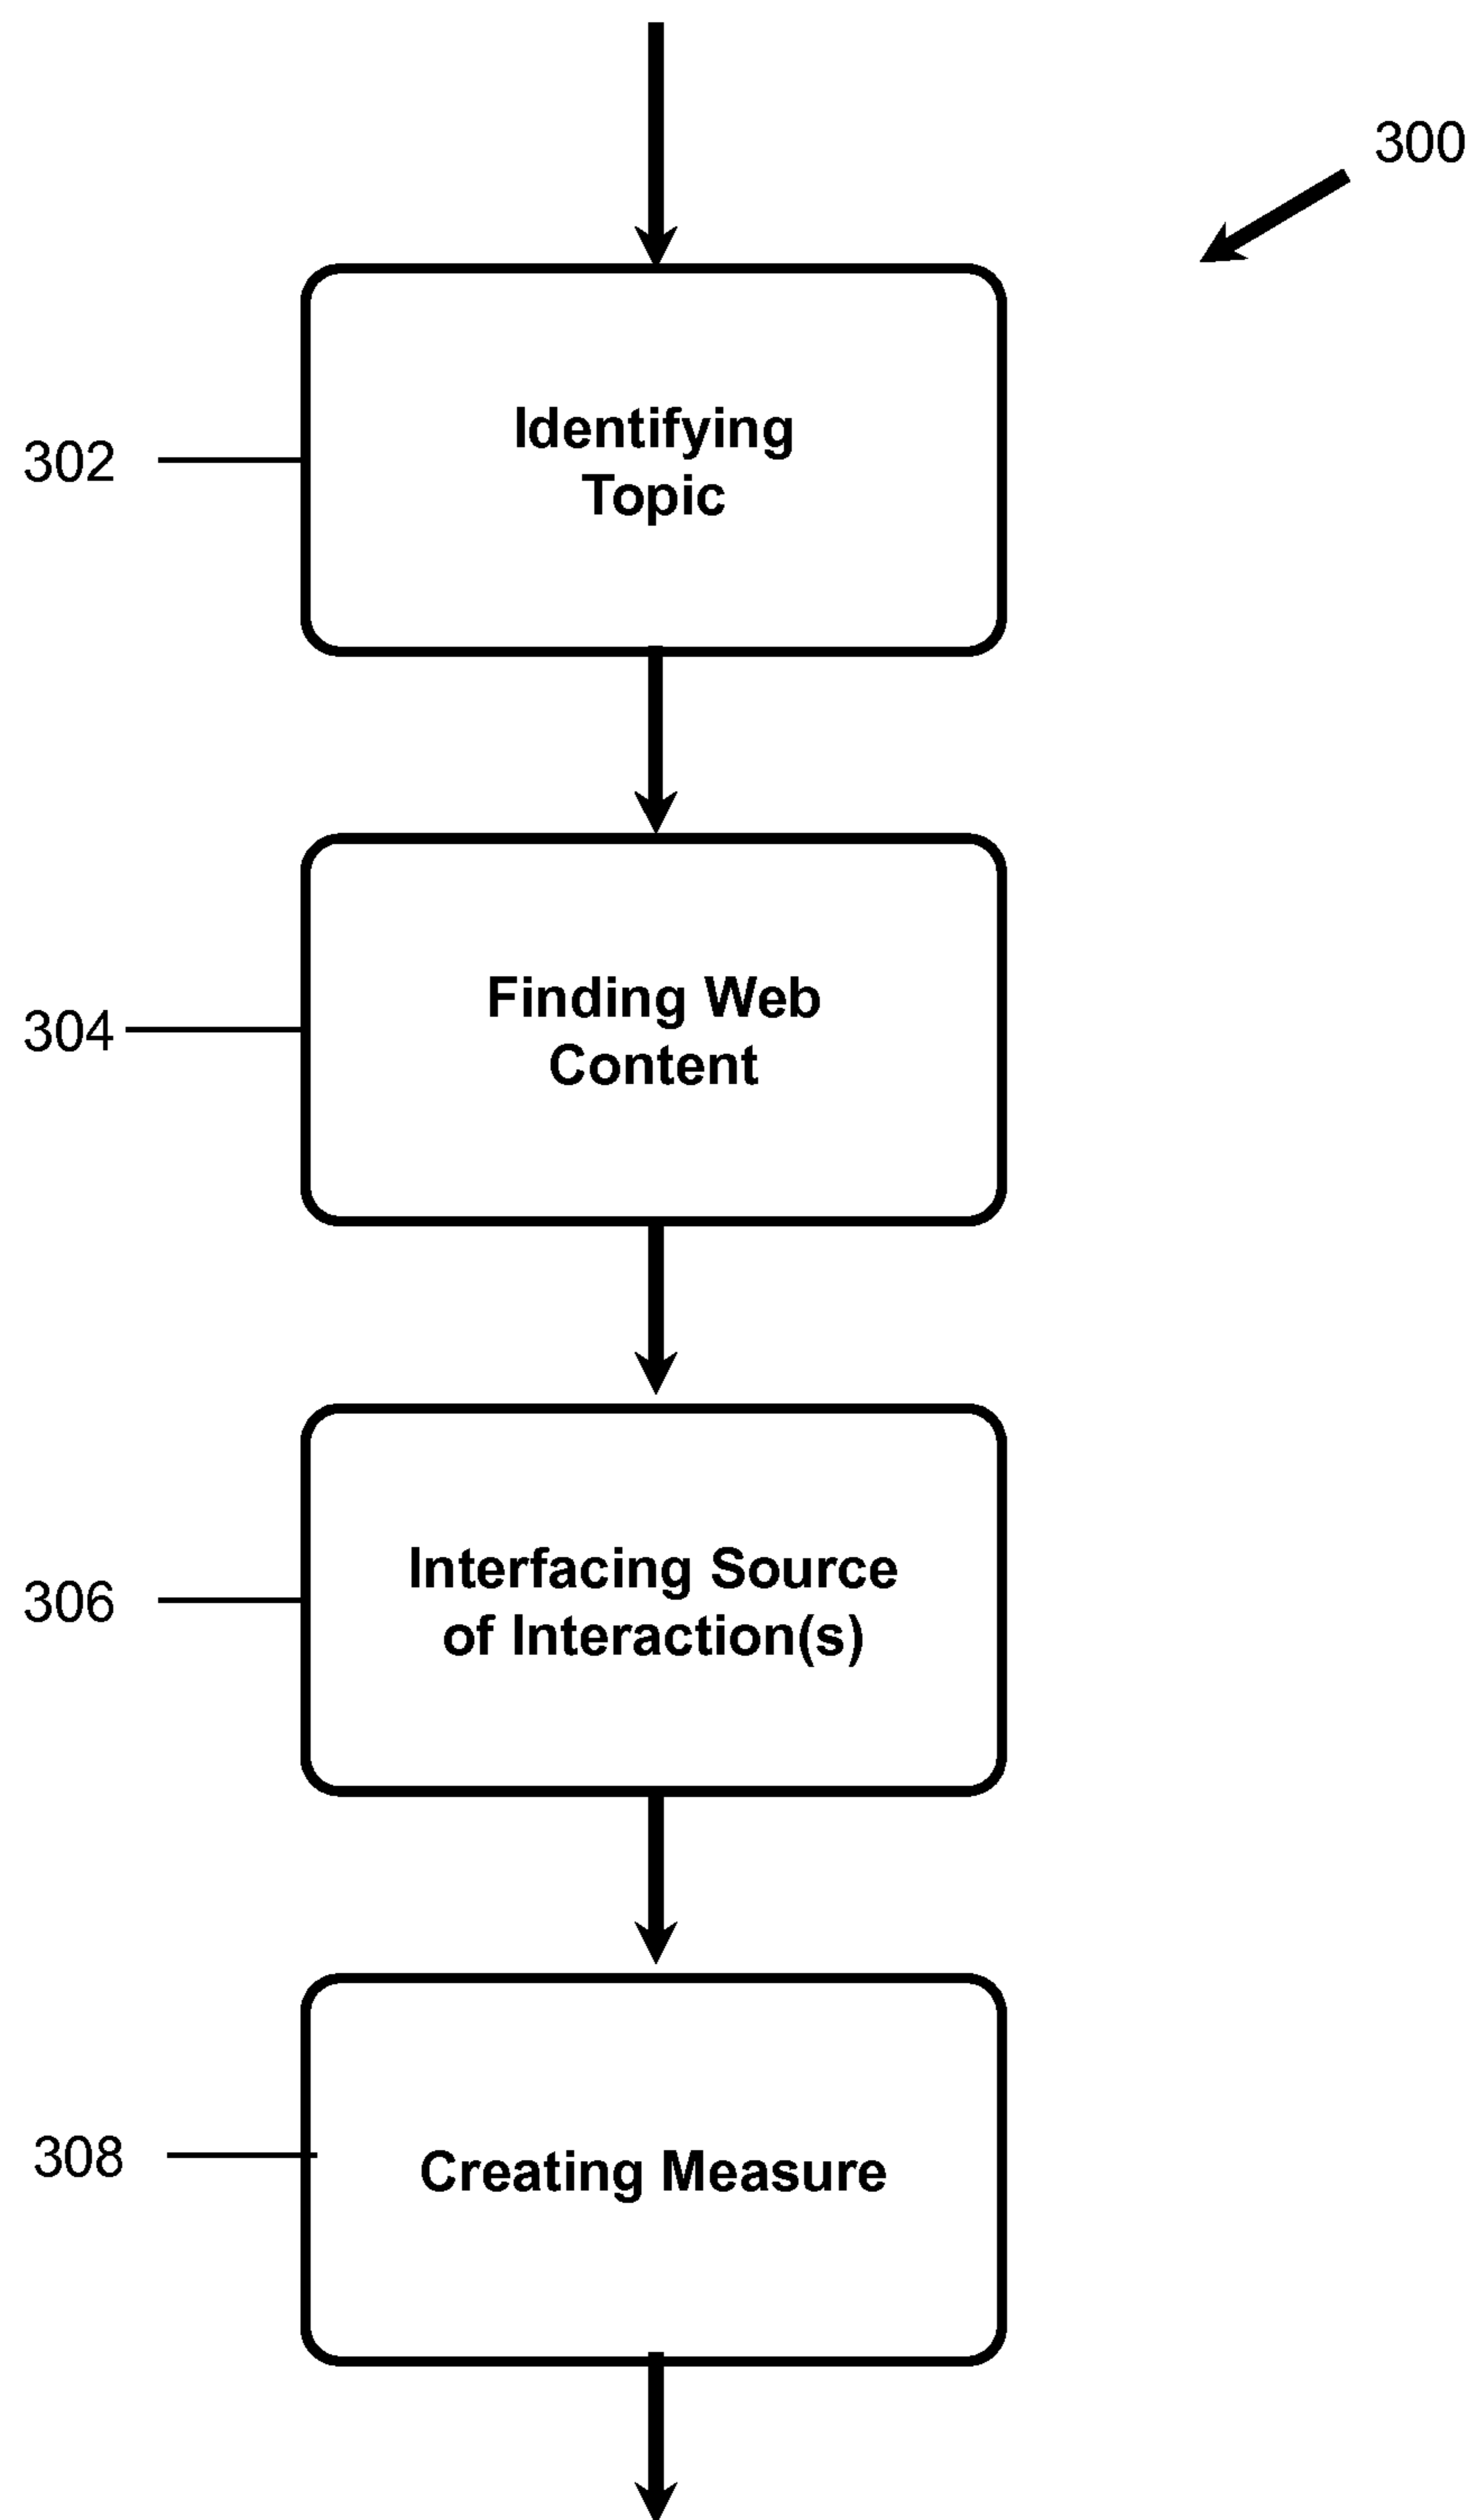 300
302
Identifying
Topic
304
Finding Web
Content
306
Interfacing Source
of Interaction(s)
308
Creating Measure